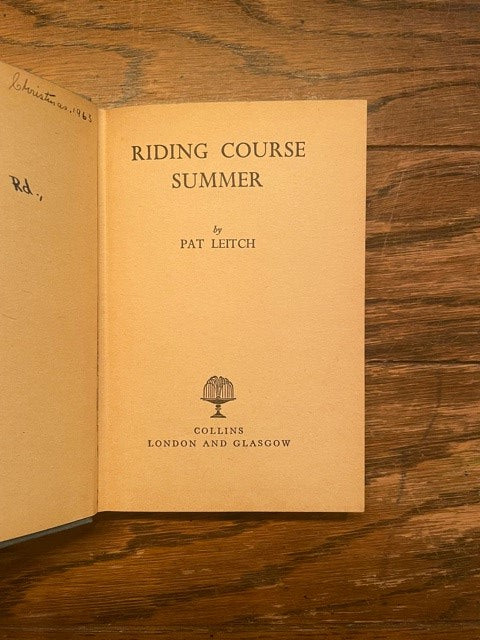 Christmas, 1963
Rd.,
RIDING COURSE
SUMMER
by
PAT LEITCH
COLLINS
LONDON AND GLASGOW